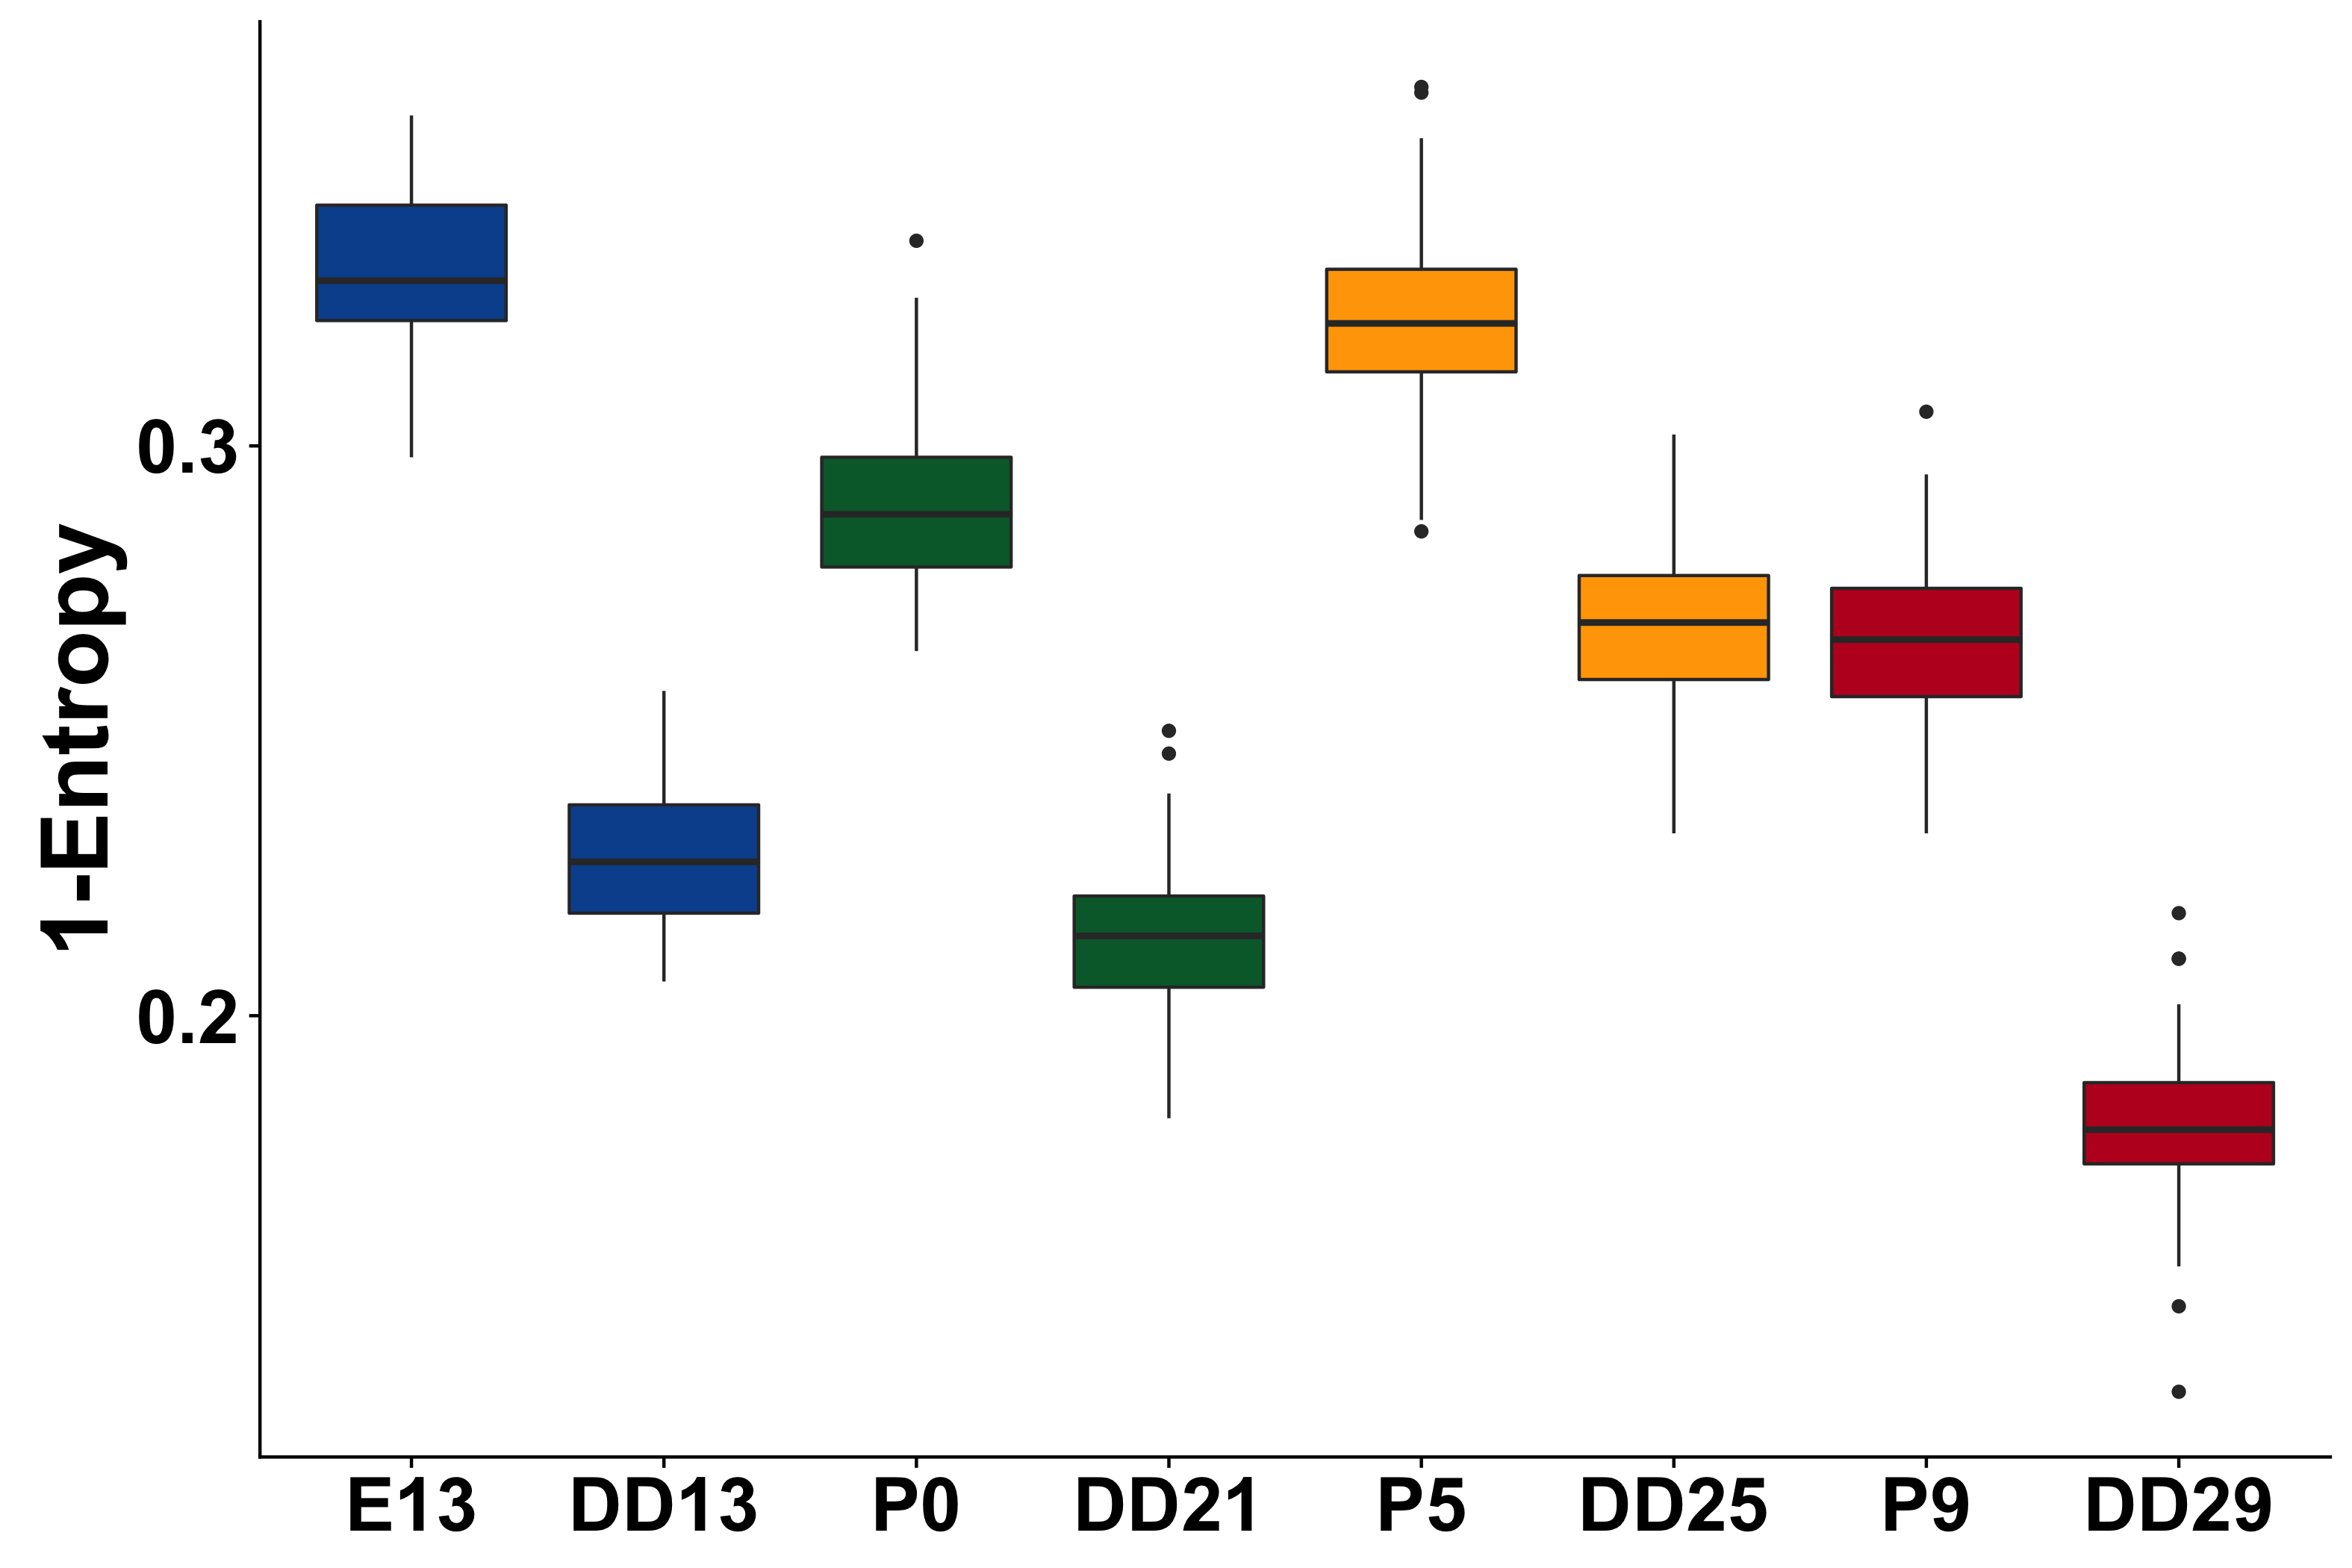 1-Entropy
0.3
0.2
E13 DD13 P0 DD21 P5 DD25 P9 DD29